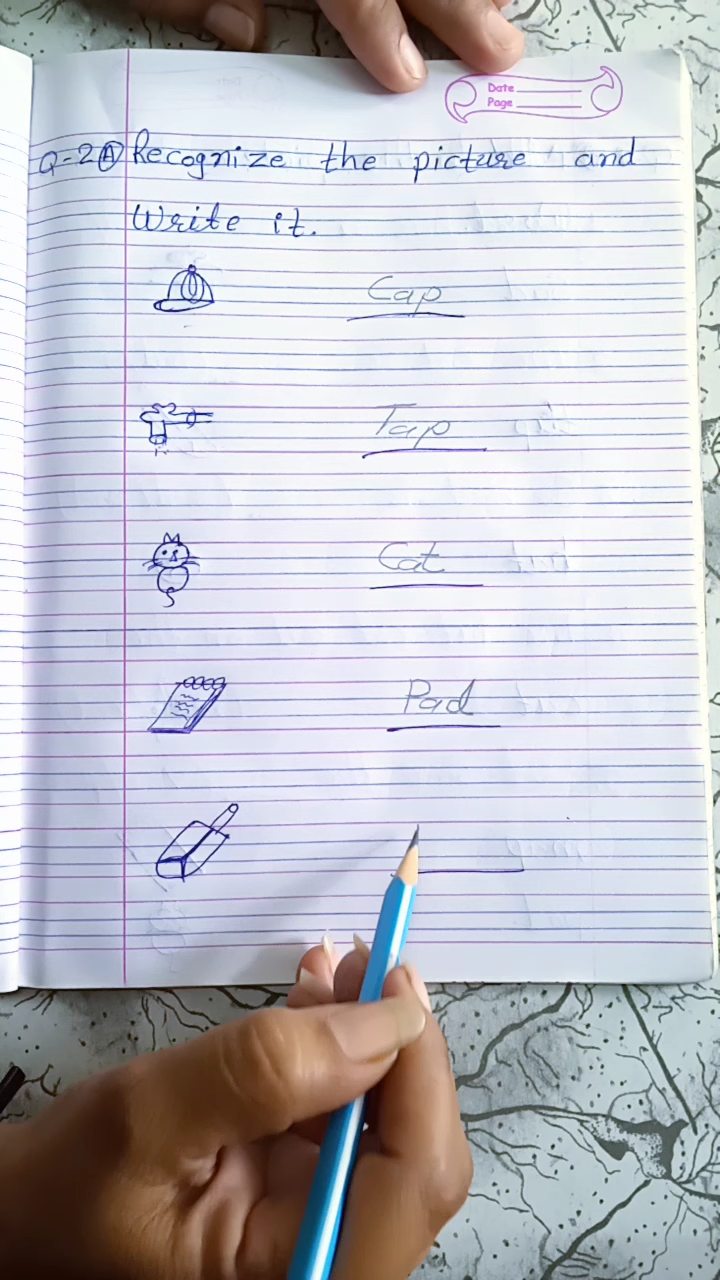 Date
Page
Q-2 A Recognize the picture and
Write it.
Cap
Tap
Cat
Pad